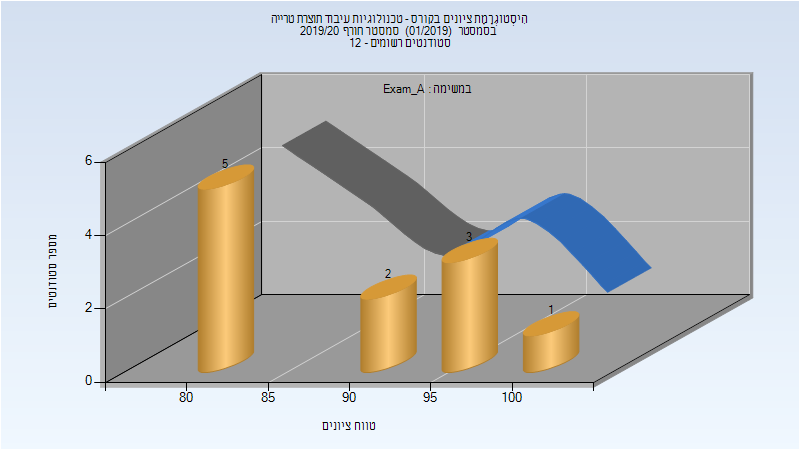 היסטוגרמת ציונים בקורס - טכנולוגיות עיבוד תוצרת טרייה
בסמסטר (01/2019) סמסטר חורף 2019/20
סטודנטים רשומים - 12
במשימה : Exam_A
6
4
2
0
5
2
3
1
מספר סטודנטים
80 85 90 95 100
טווח ציונים